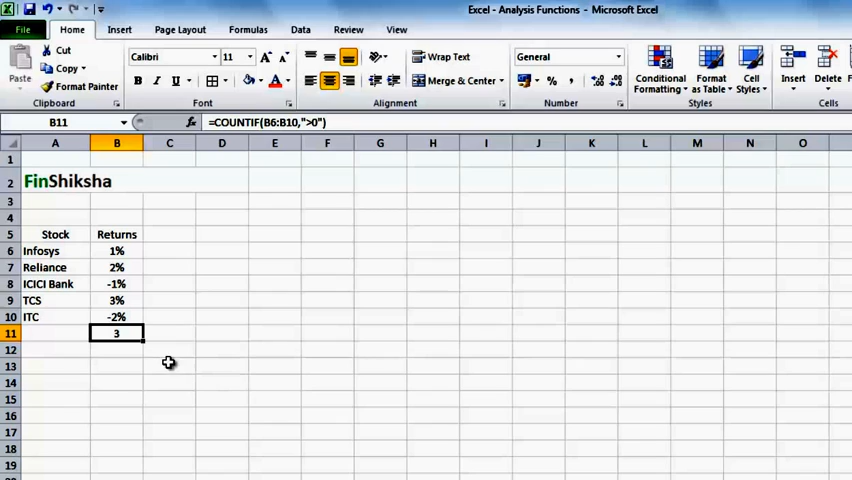 Excel - Analysis Functions - Microsoft Excel
File Home Insert Page Layout Formulas Data Review View
Cut
Copy
Format Painter
Paste
Clipboard
Calibri 11
B I U
Font
Wrap Text
Merge & Center
Alignment
General
% ,
Number
Conditional Formatting
Format as Table
Cell Styles
Styles
Insert Delete
Cells
B11 fx =COUNTIF(B6:B10,">0")
A B C D E F G H I J K L M N O
1
2 FinShiksha
3
4
5 Stock Returns
6 Infosys 1%
7 Reliance 2%
8 ICICI Bank -1%
9 TCS 3%
10 ITC -2%
11 3
12
13
14
15
16
17
18
19